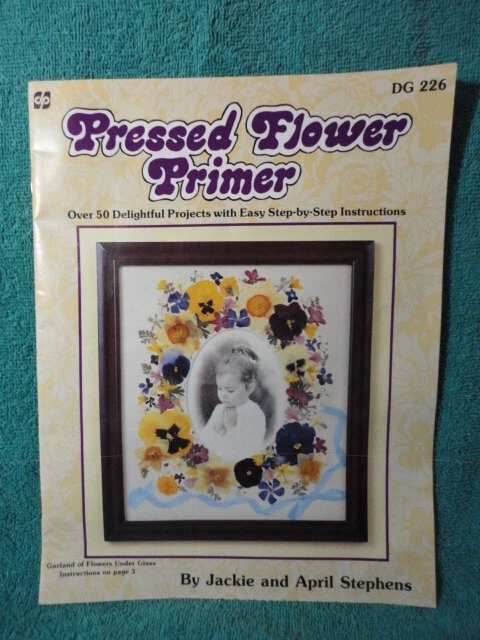 dp
DG 226
Pressed Flower
Primer
Over 50 Delightful Projects with Easy Step-by-Step Instructions
Garland of Flowers Under Glass
Instructions on page 3
By Jackie and April Stephens